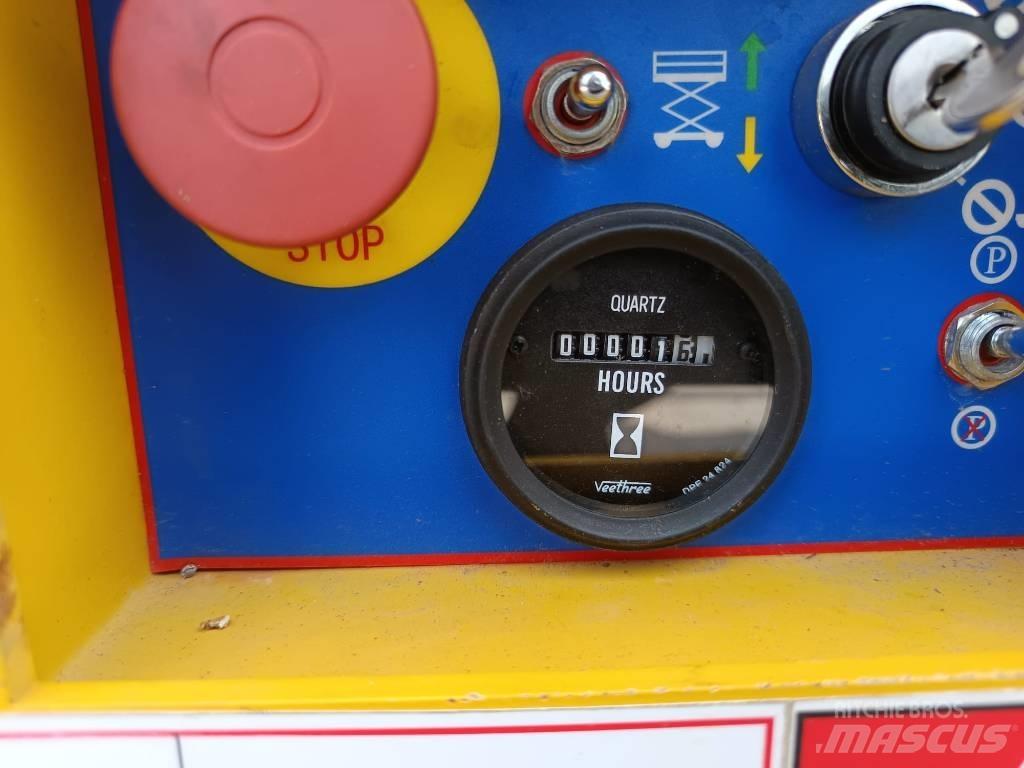 STOP
QUARTZ
000016
HOURS
Veethree
P
RITCHIE BROS.
MASCUS